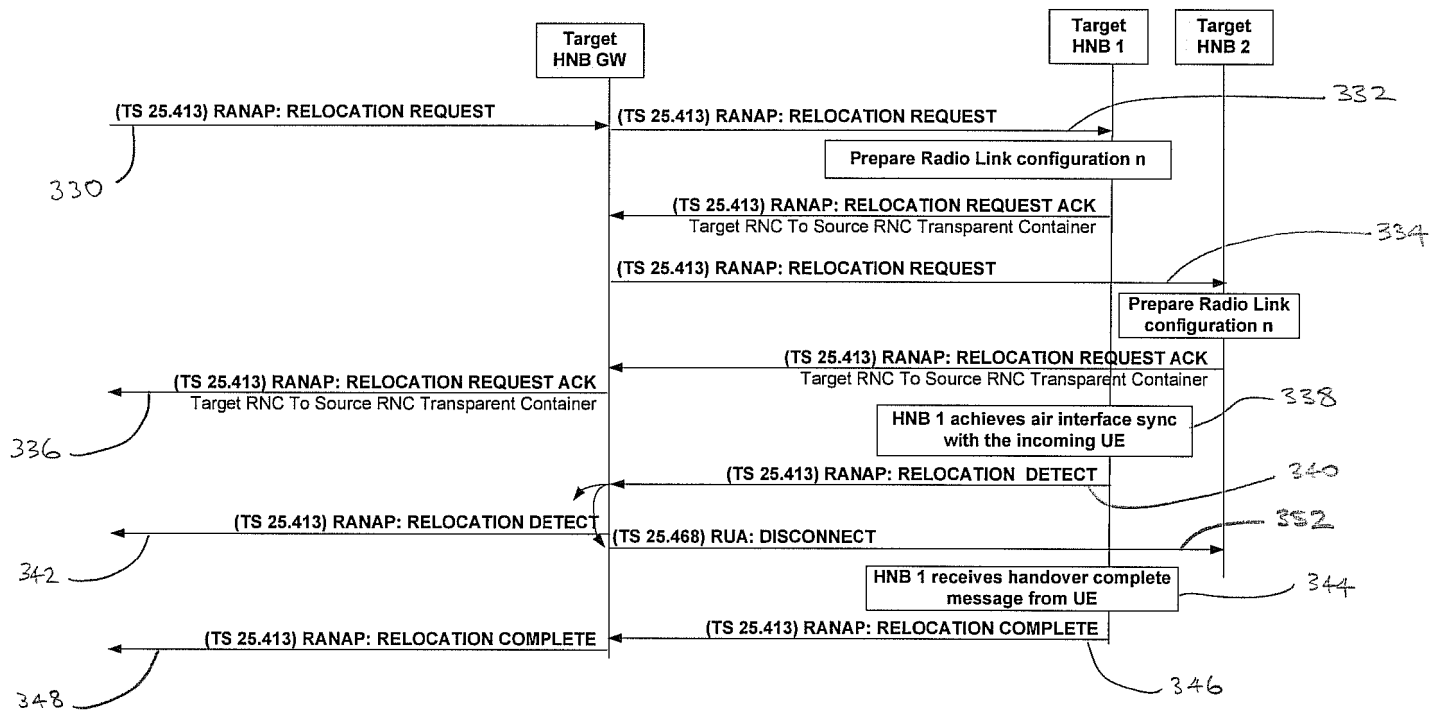 Target
HNB GW
Target
HNB 1
Target
HNB 2
(TS 25.413) RANAP: RELOCATION REQUEST
(TS 25.413) RANAP: RELOCATION REQUEST
332
330
Prepare Radio Link configuration n
(TS 25.413) RANAP: RELOCATION REQUEST ACK
Target RNC To Source RNC Transparent Container
334
(TS 25.413) RANAP: RELOCATION REQUEST
Prepare Radio Link
configuration n
(TS 25.413) RANAP: RELOCATION REQUEST ACK
Target RNC To Source RNC Transparent Container
(TS 25.413) RANAP: RELOCATION REQUEST ACK
Target RNC To Source RNC Transparent Container
336
HNB 1 achieves air interface sync
with the incoming UE
338
(TS 25.413) RANAP: RELOCATION DETECT
340
(TS 25.413) RANAP: RELOCATION DETECT
342
(TS 25.468) RUA: DISCONNECT
352
HNB 1 receives handover complete
message from UE
344
(TS 25.413) RANAP: RELOCATION COMPLETE
346
(TS 25.413) RANAP: RELOCATION COMPLETE
348